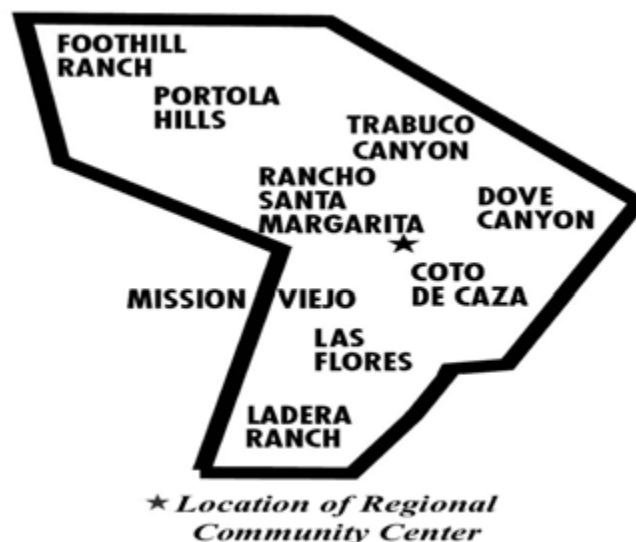 FOOTHILL
RANCH
PORTOLA
HILLS
TRABUCO
CANYON
RANCHO
SANTA
MARGARITA
DOVE
CANYON
COTO
DE CAZA
MISSION VIEJO
LAS
FLORES
LADERA
RANCH
★ Location of Regional
Community Center